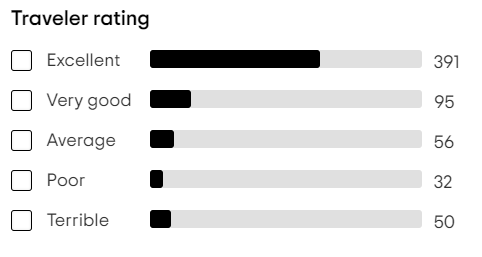 Traveler rating
Excellent 391
Very good 95
Average 56
Poor 32
Terrible 50